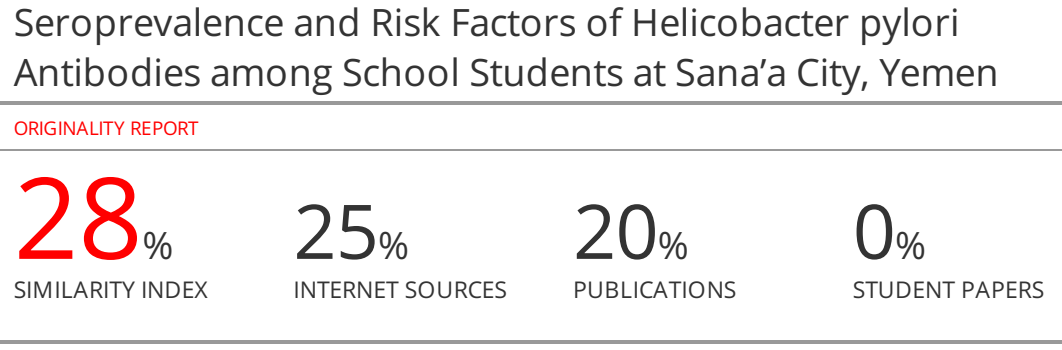 Seroprevalence and Risk Factors of Helicobacter pylori
Antibodies among School Students at Sana’a City, Yemen
ORIGINALITY REPORT
28% 25% 20% 0%
SIMILARITY INDEX INTERNET SOURCES PUBLICATIONS STUDENT PAPERS